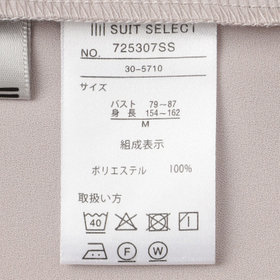 SUIT SELECT
NO. 725307SS
30-5710
サイズ
バスト 79~87
身長 154~162
M
組成表示
ポリエステル 100%
取扱い方
40
F W